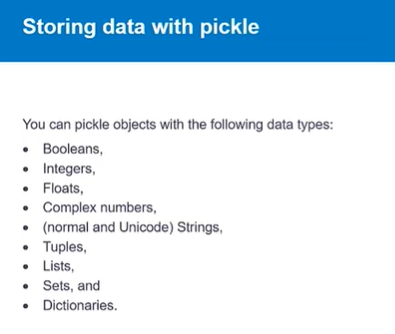 Storing data with pickle
You can pickle objects with the following data types:
• Booleans,
• Integers,
• Floats,
• Complex numbers,
• (normal and Unicode) Strings,
• Tuples,
• Lists,
• Sets, and
• Dictionaries.